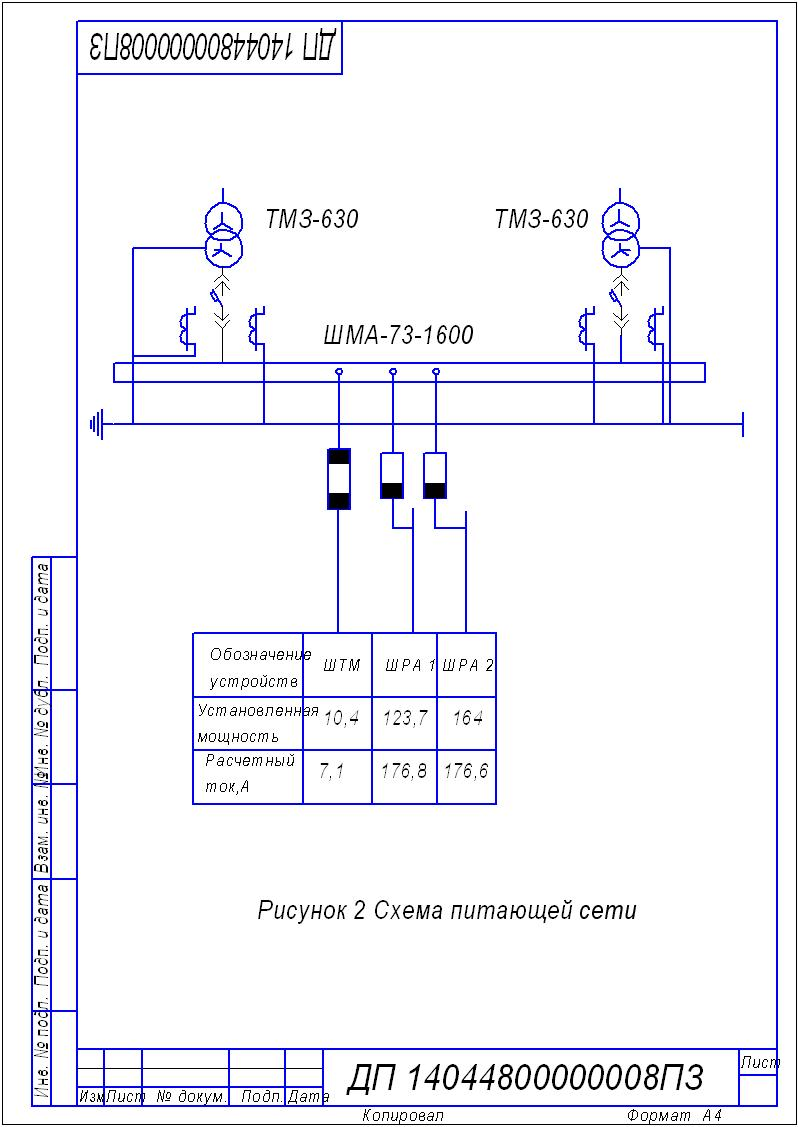 ДП 14044800000008ПЗ
ТМЗ-630 ТМЗ-630
ШМА-73-1600
Обозначение устройств ШТМ ШРА 1 ШРА 2
Установленная мощность 10,4 123,7 164
Расчетный ток,А 7,1 176,8 176,6
Рисунок 2 Схема питающей сети
Инв. № подл. Подп. и дата Взам. инв. № Инв. № дубл. Подп. и дата
ДП 14044800000008ПЗ
Лист
Изм Лист № докум. Подп. Дата
Копировал Формат А4